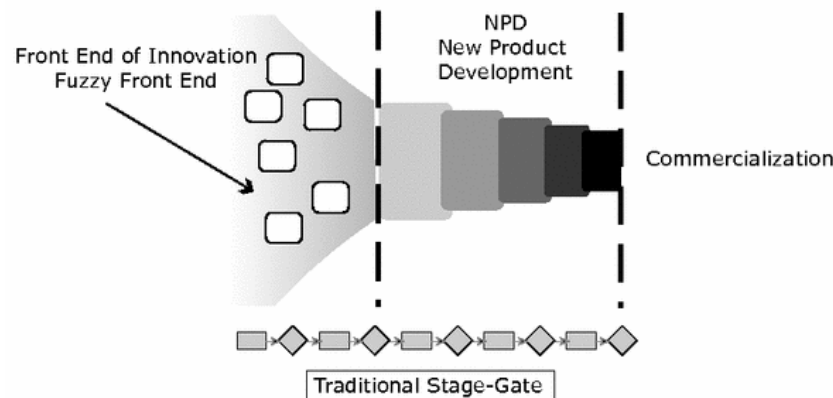 Front End of Innovation
Fuzzy Front End
NPD
New Product
Development
Commercialization
Traditional Stage-Gate